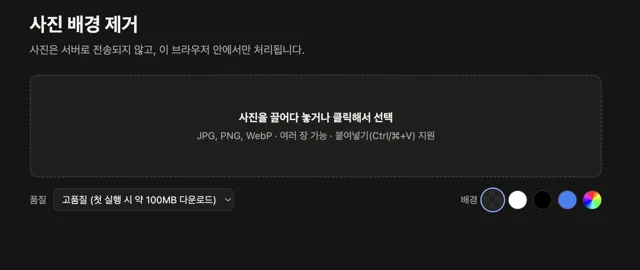 사진 배경 제거
사진은 서버로 전송되지 않고, 이 브라우저 안에서만 처리됩니다.
사진을 끌어다 놓거나 클릭해서 선택
JPG, PNG, WebP · 여러 장 가능 · 붙여넣기(Ctrl/⌘+V) 지원
품질 고품질 (첫 실행 시 약 100MB 다운로드) 배경